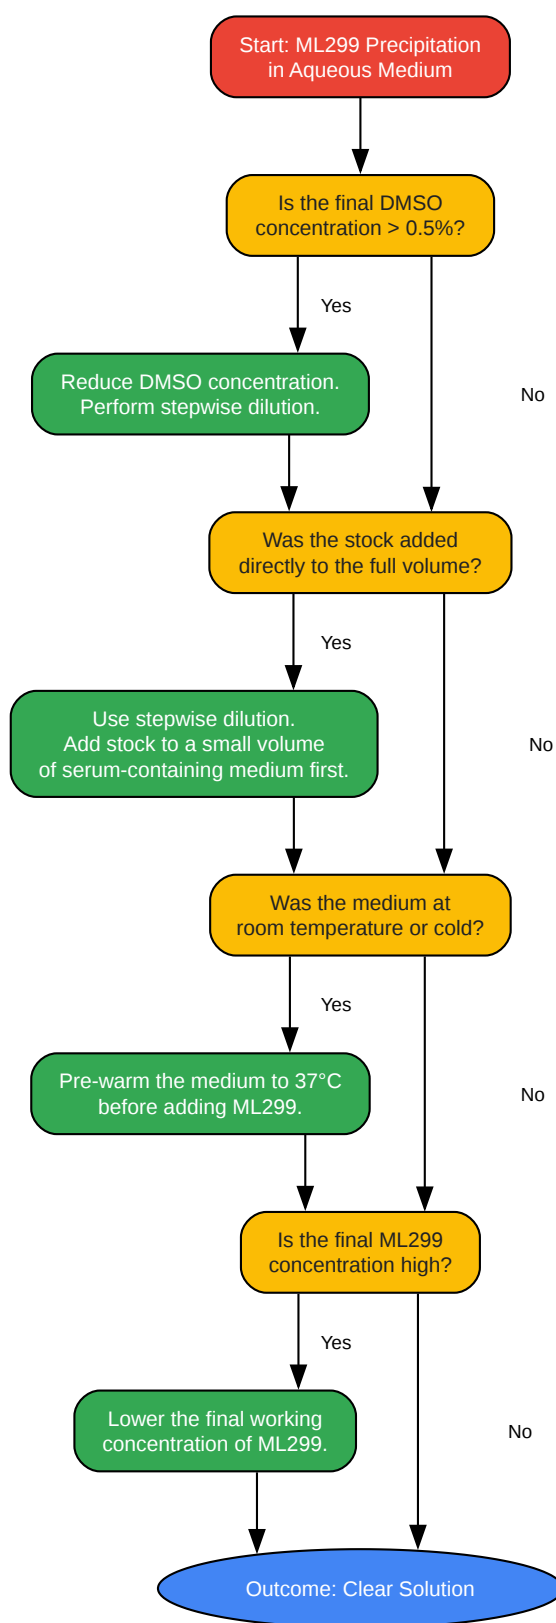 Start: ML299 Precipitation
in Aqueous Medium
Is the final DMSO
concentration > 0.5%?
Yes
Reduce DMSO concentration.
Perform stepwise dilution.
No
Was the stock added
directly to the full volume?
Yes
Use stepwise dilution.
Add stock to a small volume
of serum-containing medium first.
No
Was the medium at
room temperature or cold?
Yes
Pre-warm the medium to 37°C
before adding ML299.
No
Is the final ML299
concentration high?
Yes
Lower the final working
concentration of ML299.
No
Outcome: Clear Solution